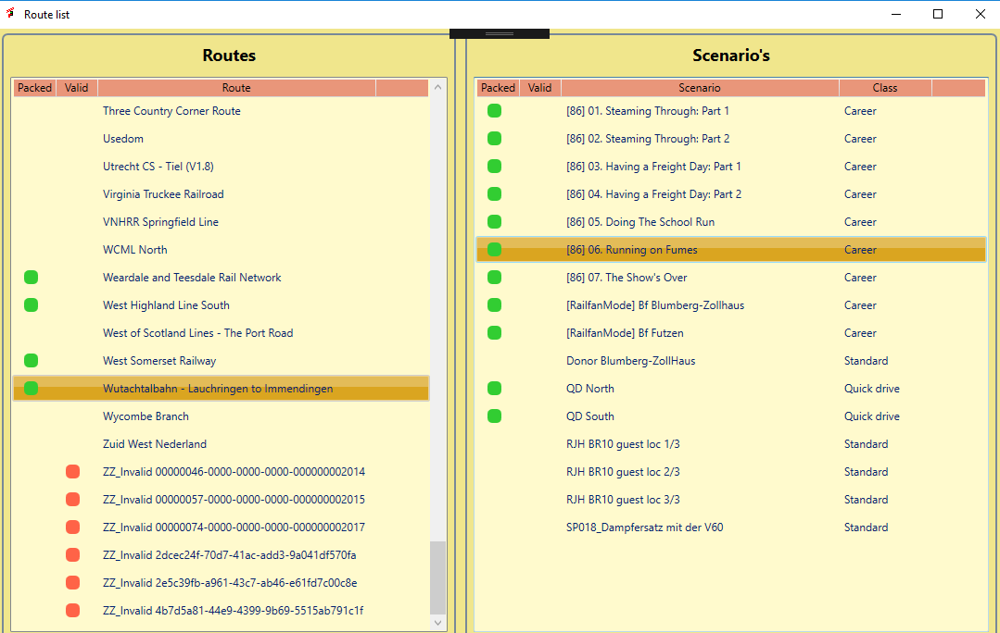 Route list
Routes
Packed Valid Route
Three Country Corner Route
Usedom
Utrecht CS - Tiel (V1.8)
Virginia Truckee Railroad
VNHRR Springfield Line
WCML North
Weardale and Teesdale Rail Network
West Highland Line South
West of Scotland Lines - The Port Road
West Somerset Railway
Wutachtalbahn - Lauchringen to Immendingen
Wycombe Branch
Zuid West Nederland
ZZ_Invalid 00000046-0000-0000-0000-000000002014
ZZ_Invalid 00000057-0000-0000-0000-000000002015
ZZ_Invalid 00000074-0000-0000-0000-000000002017
ZZ_Invalid 2dcec24f-70d7-41ac-add3-9a041df570fa
ZZ_Invalid 2e5c39fb-a961-43c7-ab46-e61fd7c00c8e
ZZ_Invalid 4b7d5a81-44e9-4399-9b69-5515ab791c1f
Scenario's
Packed Valid Scenario Class
[86] 01. Steaming Through: Part 1 Career
[86] 02. Steaming Through: Part 2 Career
[86] 03. Having a Freight Day: Part 1 Career
[86] 04. Having a Freight Day: Part 2 Career
[86] 05. Doing The School Run Career
[86] 06. Running on Fumes Career
[86] 07. The Show's Over Career
[RailfanMode] Bf Blumberg-Zollhaus Career
[RailfanMode] Bf Futzen Career
Donor Blumberg-ZollHaus Standard
QD North Quick drive
QD South Quick drive
RJH BR10 guest loc 1/3 Standard
RJH BR10 guest loc 2/3 Standard
RJH BR10 guest loc 3/3 Standard
SP018_Dampfersatz mit der V60 Standard